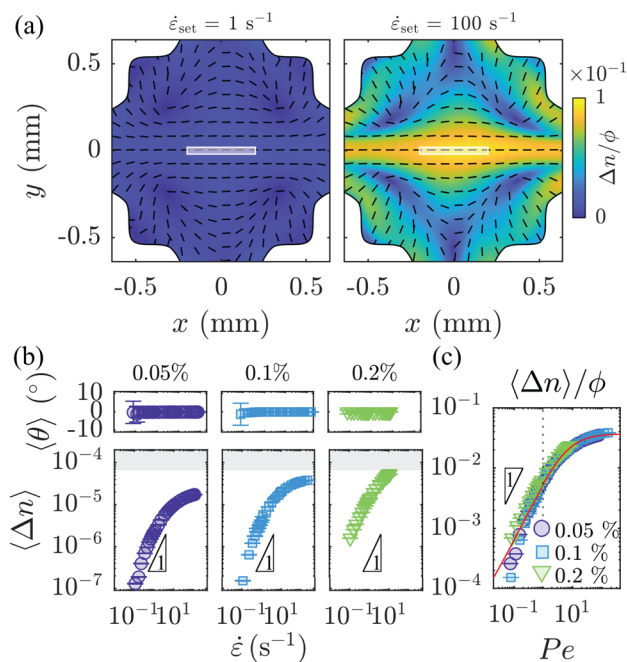 (a)
ε̇set = 1 s⁻¹
ε̇set = 100 s⁻¹
×10⁻¹
0.5
0
-0.5
y (mm)
1
0
Δn/ϕ
-0.5 0 0.5
-0.5 0 0.5
x (mm)
x (mm)
(b)
0.05% 0.1% 0.2%
⟨θ⟩ (°)
10
0
-10
⟨Δn⟩
10⁻⁴
10⁻⁵
10⁻⁶
10⁻⁷
1
1
1
10⁻¹ 10¹ 10⁻¹ 10¹ 10⁻¹ 10¹
ε̇ (s⁻¹)
(c)
⟨Δn⟩/ϕ
10⁻¹
10⁻²
10⁻³
10⁻⁴
1
0.05 %
0.1 %
0.2 %
10⁻¹ 10¹
Pe